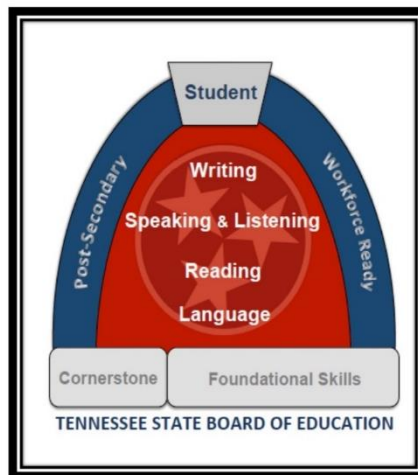 Student
Post-Secondary
Workforce Ready
Writing
Speaking & Listening
Reading
Language
Cornerstone
Foundational Skills
TENNESSEE STATE BOARD OF EDUCATION